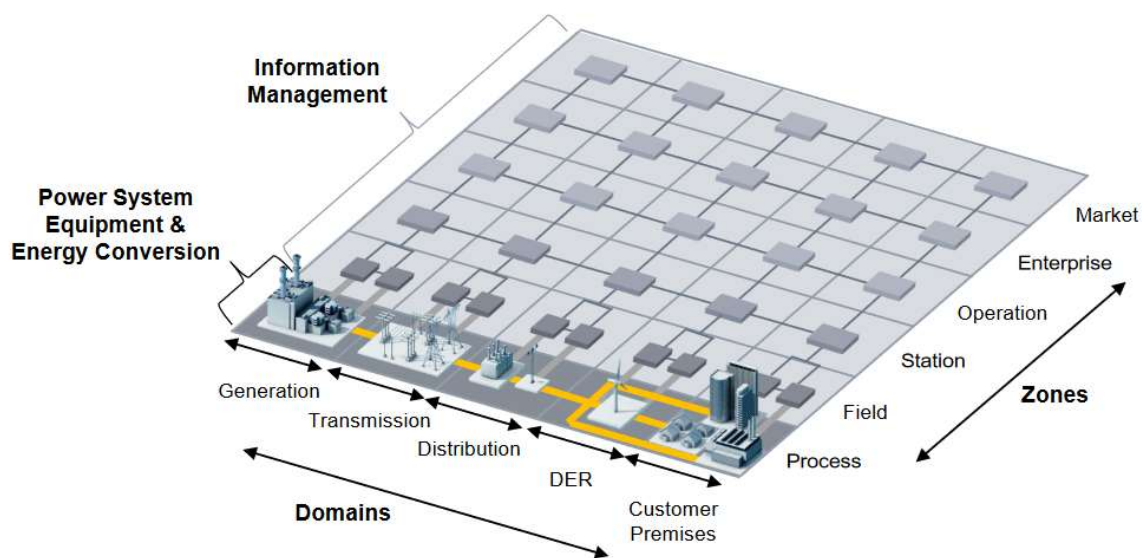 Information
Management
Power System
Equipment &
Energy Conversion
Market
Enterprise
Operation
Station
Field
Process
Zones
Generation
Transmission
Distribution
DER
Customer
Premises
Domains